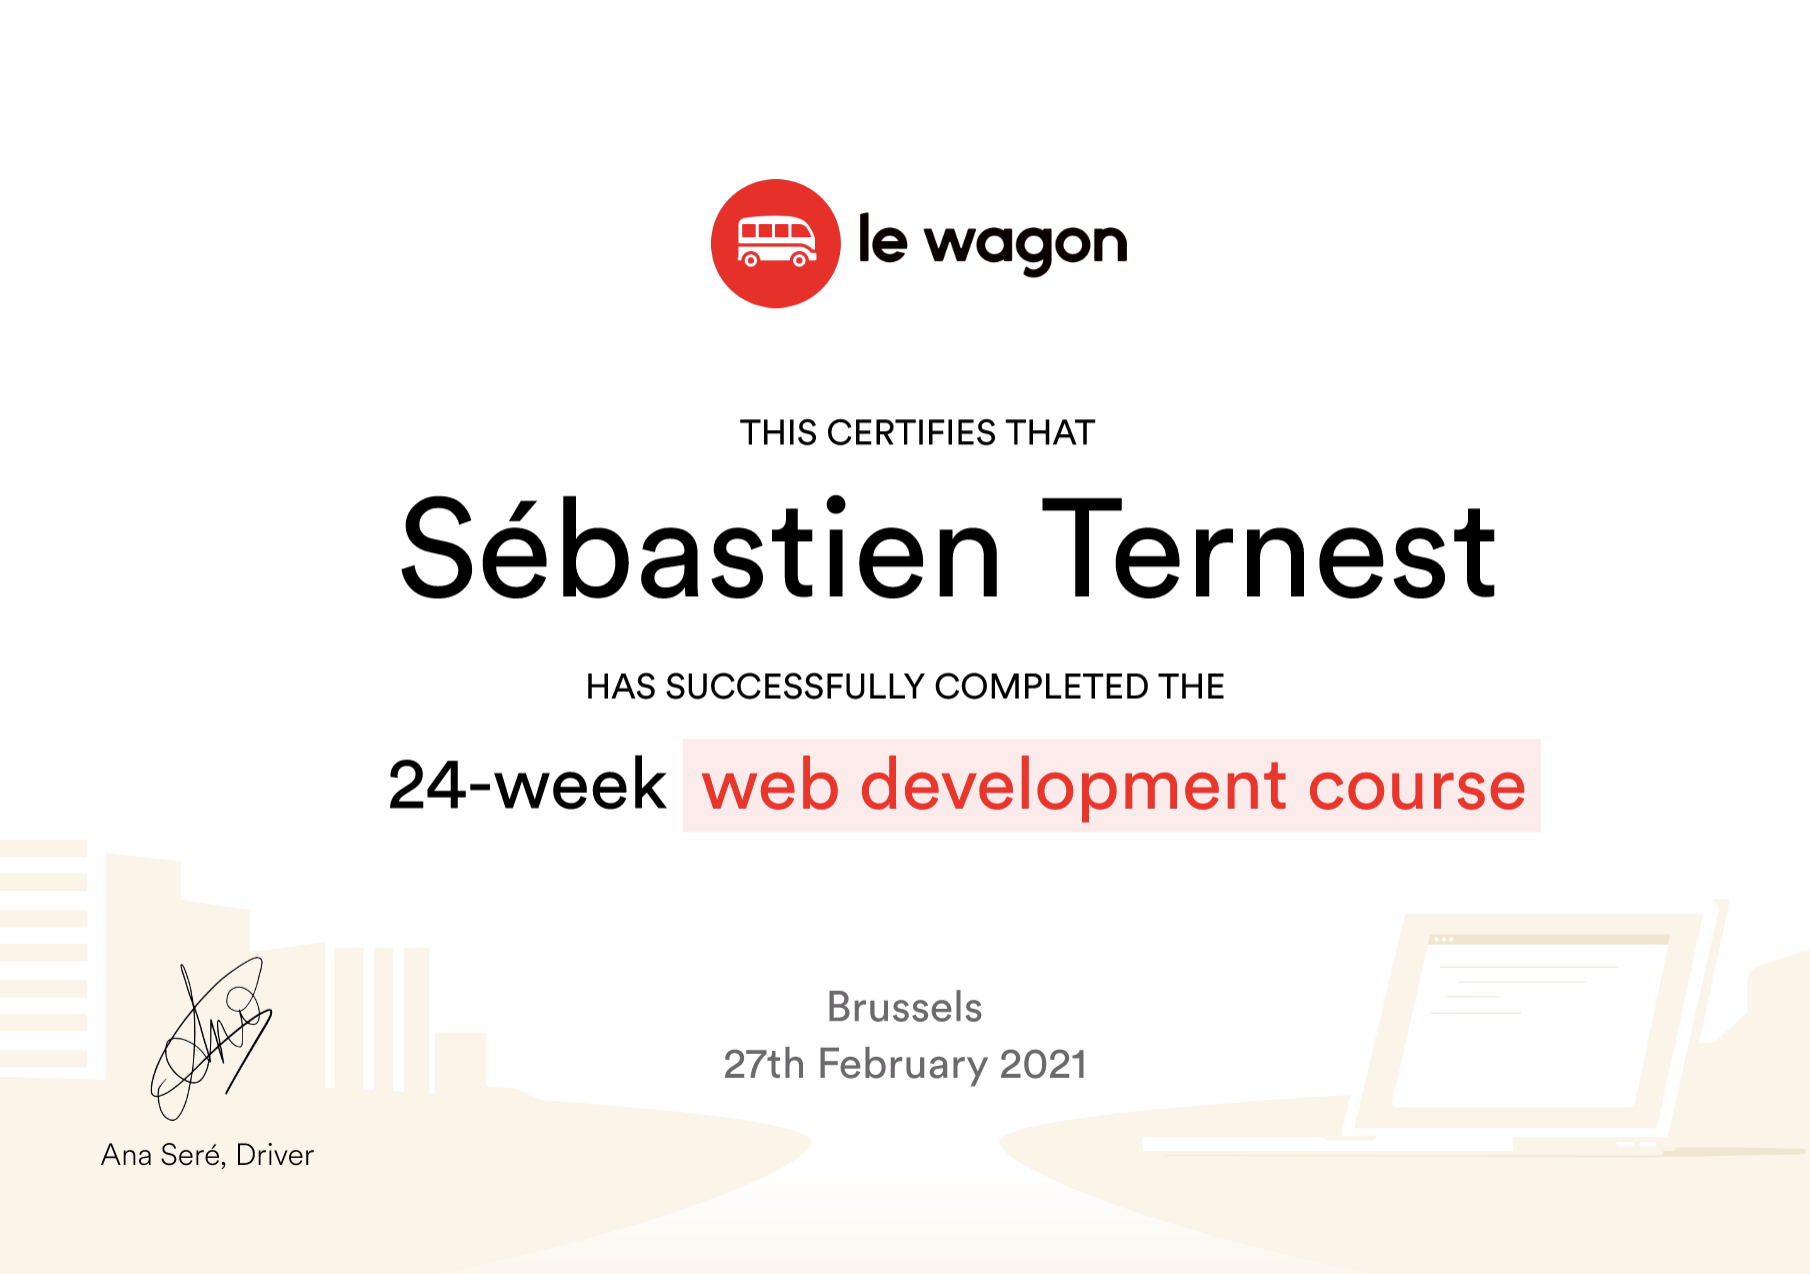 le wagon
THIS CERTIFIES THAT
Sébastien Ternest
HAS SUCCESSFULLY COMPLETED THE
24-week web development course
Brussels
27th February 2021
Ana Seré, Driver